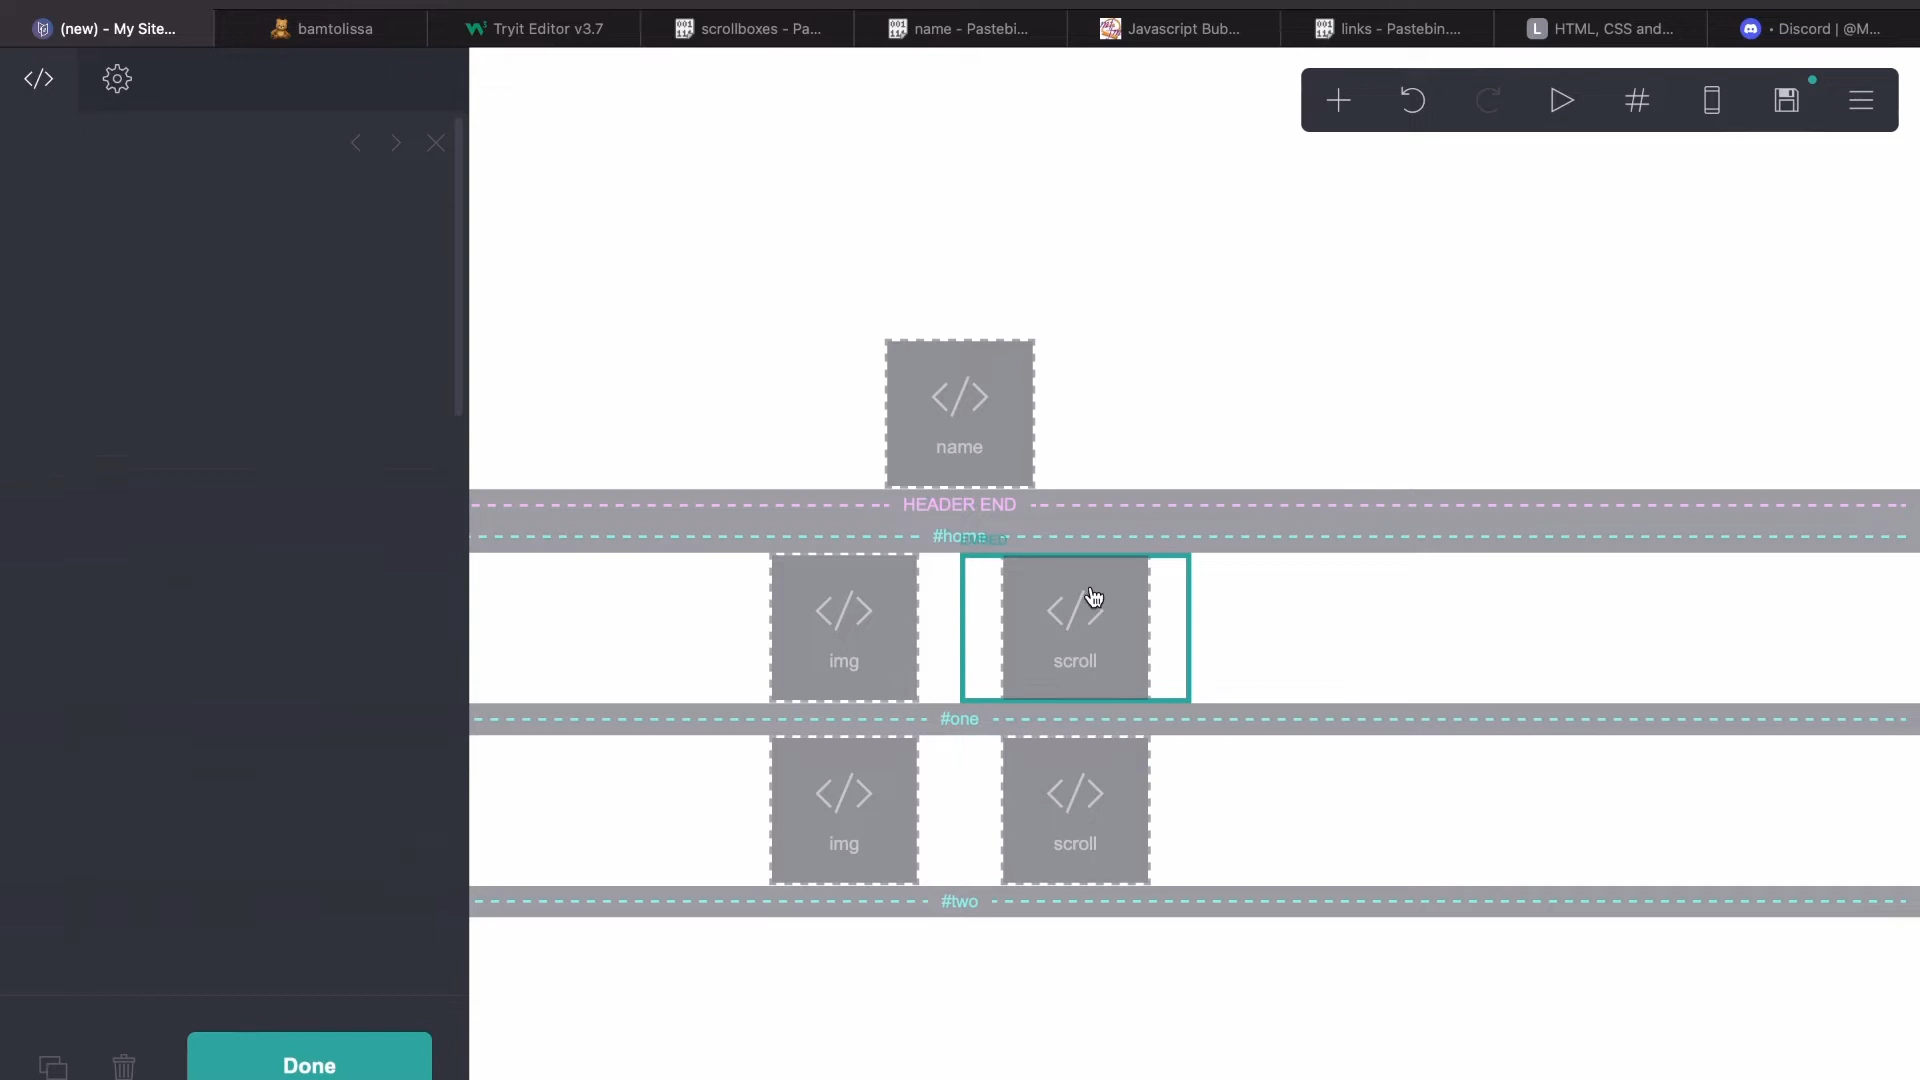 (new) - My Site...
bamtolissa
Tryit Editor v3.7
scrollboxes - Pa...
name - Pastebi...
Javascript Bub...
links - Pastebin....
L HTML, CSS and...
• Discord | @M...
</>
</>
name
HEADER END
#home
</>
img
</>
scroll
#one
</>
img
</>
scroll
#two
Done